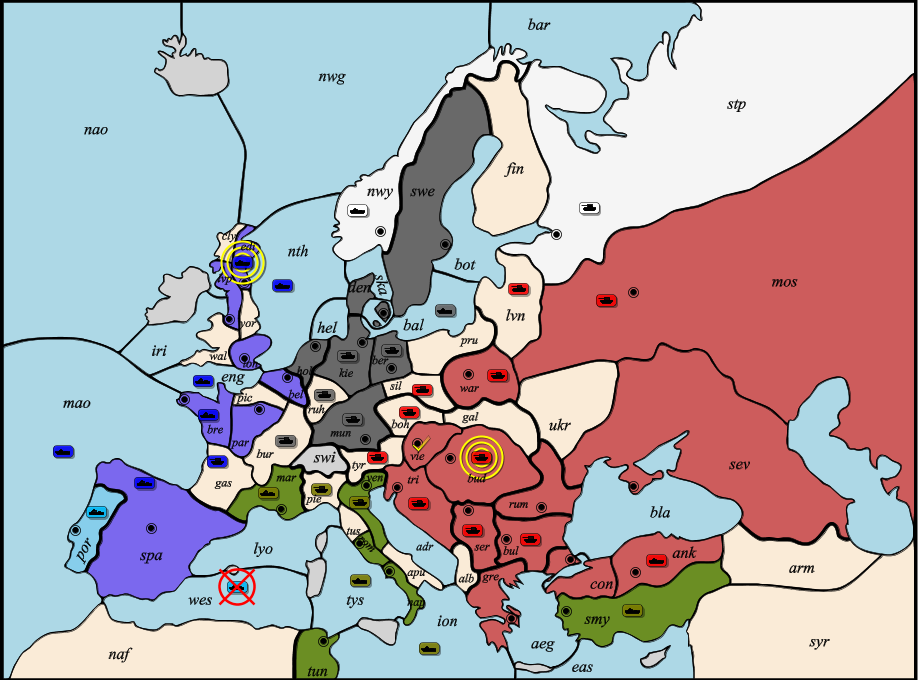 bar
nwg
stp
nao
fin
nwy
swe
cly
edi
nth
bot
mos
lvp
den
ska
lvn
yor
hel
bal
iri
pru
wal
lon
hol
kie
ber
eng
war
sil
mao
pic
bel
ruh
bre
boh
gal
ukr
par
mun
bur
vie
swi
tyr
sev
bud
gas
mar
pie
ven
tri
rum
bla
por
spa
lyo
tus
rom
adr
ser
bul
ank
apu
alb
gre
con
arm
wes
tys
nap
ion
smy
aeg
syr
naf
tun
eas